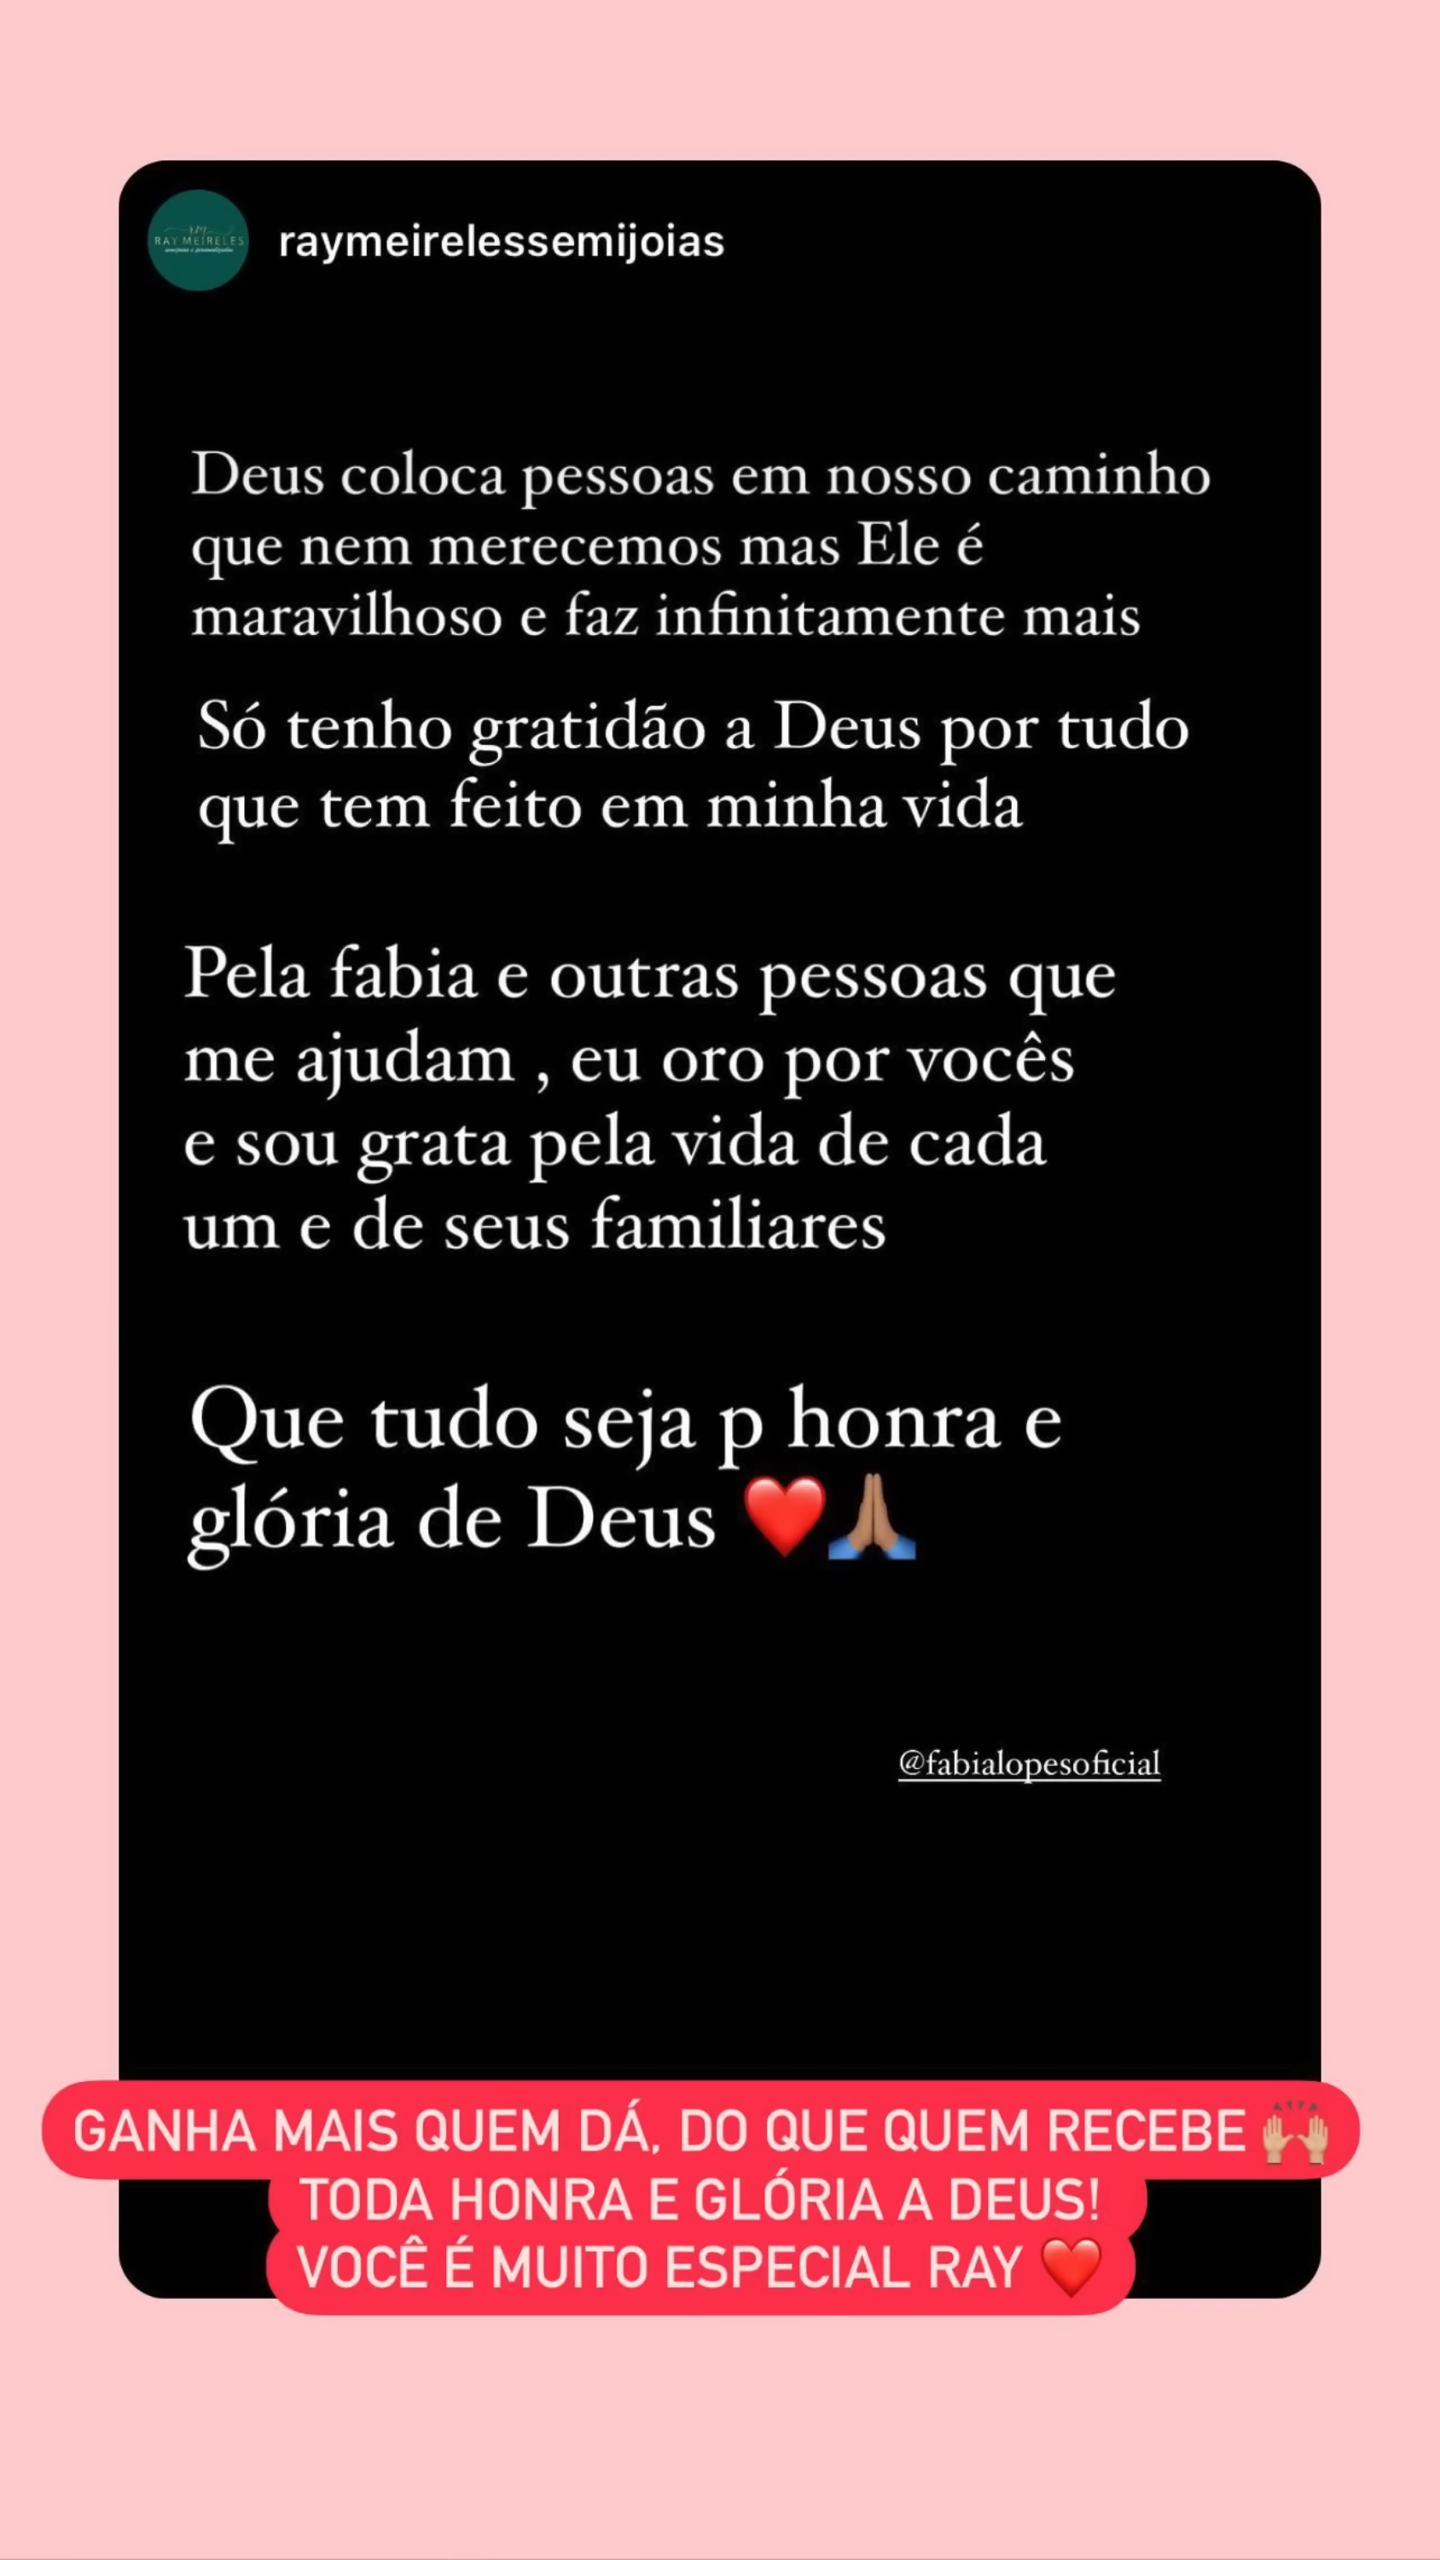 RAY MEIRELES
raymeirelessemijoias
Deus coloca pessoas em nosso caminho
que nem merecemos mas Ele é
maravilhoso e faz infinitamente mais
Só tenho gratidão a Deus por tudo
que tem feito em minha vida
Pela fabia e outras pessoas que
me ajudam , eu oro por vocês
e sou grata pela vida de cada
um e de seus familiares
Que tudo seja p honra e
glória de Deus ❤️🙏🏽
@fabialopesoficial
GANHA MAIS QUEM DÁ, DO QUE QUEM RECEBE 🙌🏼
TODA HONRA E GLÓRIA A DEUS!
VOCÊ É MUITO ESPECIAL RAY ❤️